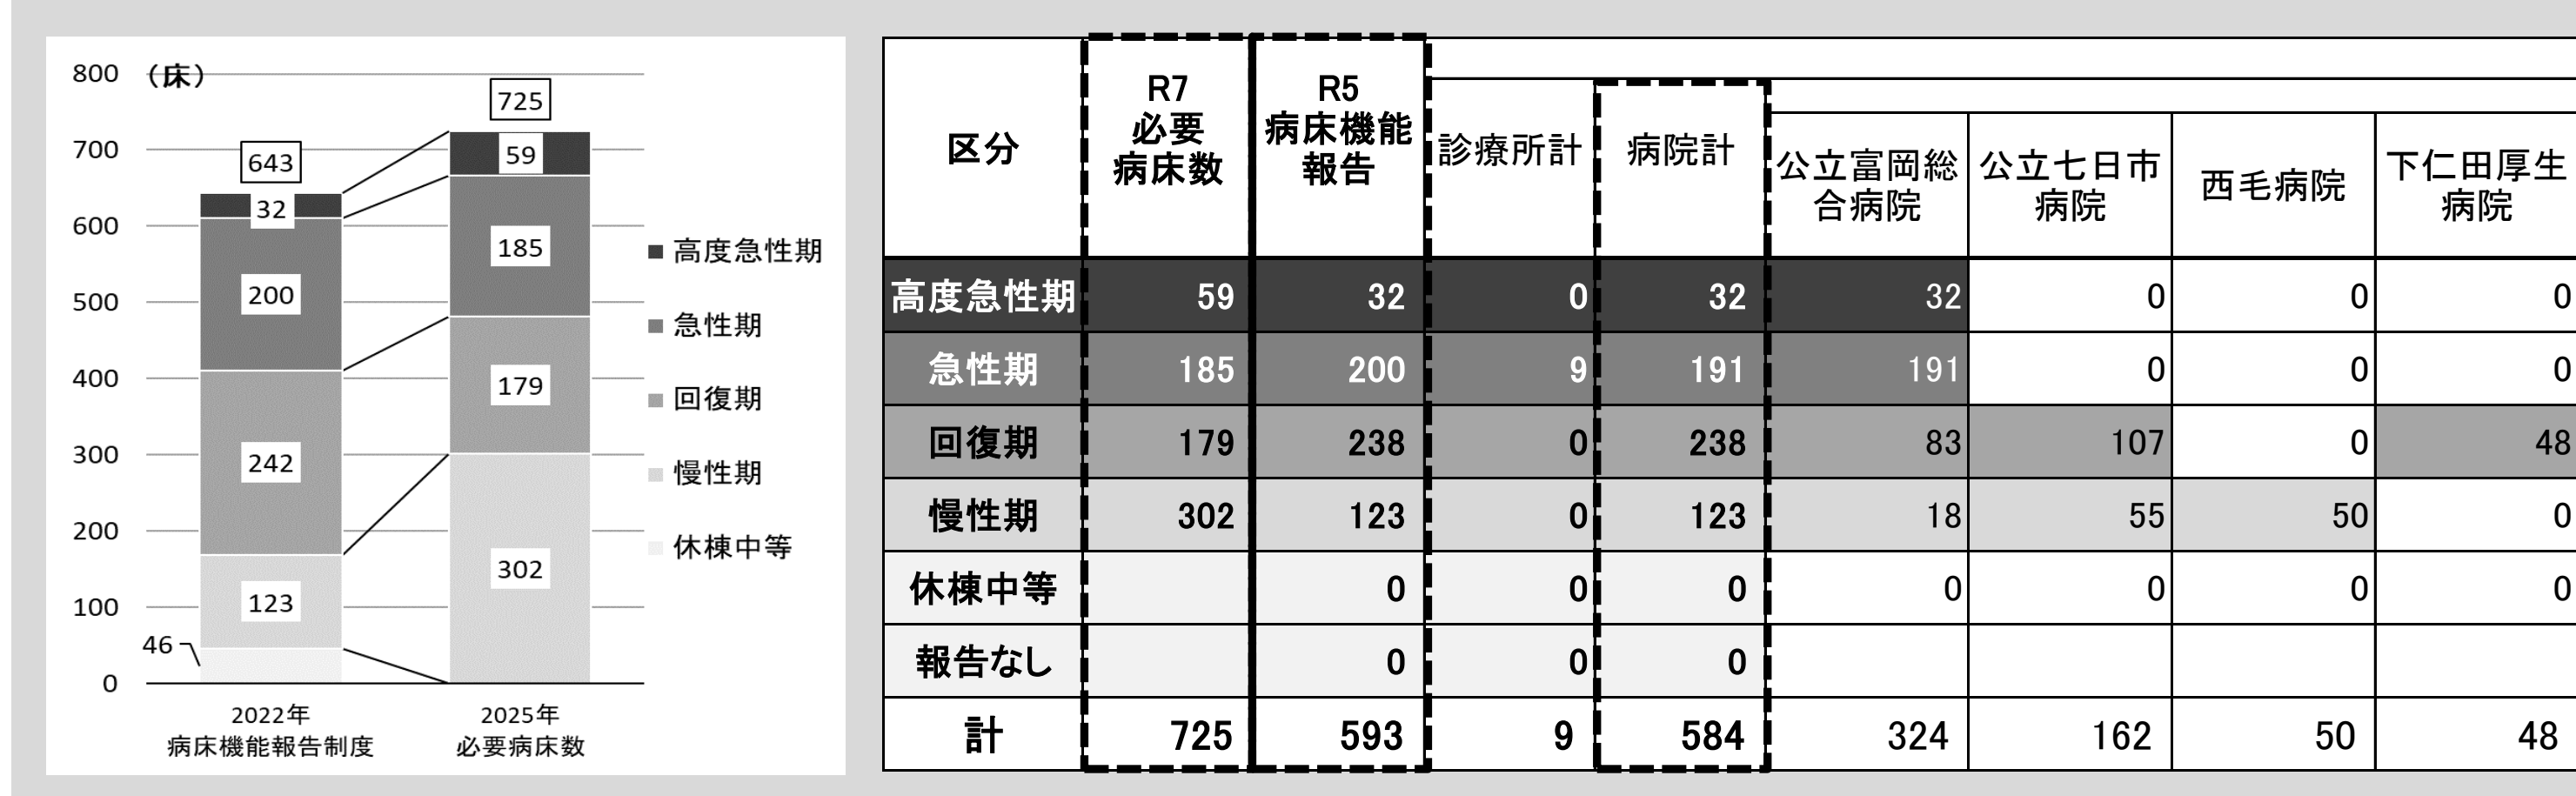 800 （床）
700
600
500
400
300
200
100
0
643
32
200
242
123
46
725
59
185
179
302
2022年
病床機能報告制度
2025年
必要病床数
高度急性期
急性期
回復期
慢性期
休棟中等
区分
R7
必要
病床数
R5
病床機能
報告
診療所計
病院計
公立富岡総
合病院
公立七日市
病院
西毛病院
下仁田厚生
病院
高度急性期 59 32 0 32 32 0 0 0
急性期 185 200 9 191 191 0 0 0
回復期 179 238 0 238 83 107 0 48
慢性期 302 123 0 123 18 55 50 0
休棟中等 0 0 0 0 0 0 0
報告なし 0 0 0
計 725 593 9 584 324 162 50 48